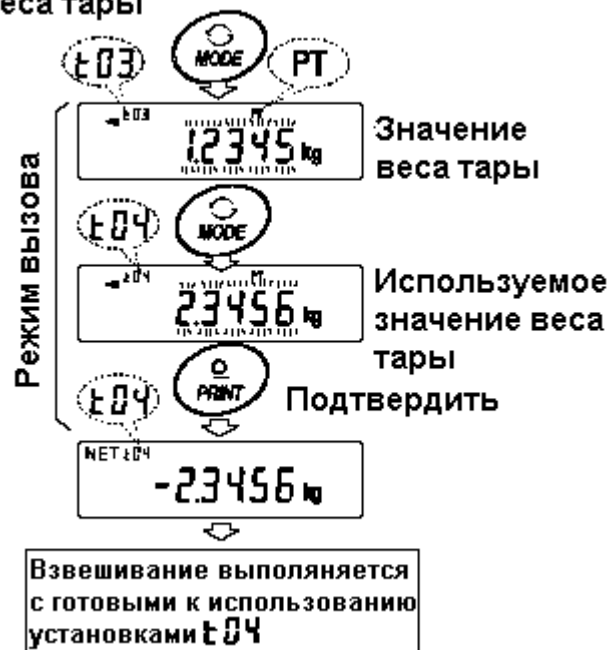 еса тары
t03
MODE
PT
t03
PT
1.2345 kg
Значение
веса тары
Режим вызова
t04
MODE
t04
PT
2.3456 kg
Используемое
значение веса
тары
t04
PRINT
Подтвердить
NET t04
-2.3456 kg
Взвешивание выполяняется
с готовыми к использованию
установками t04